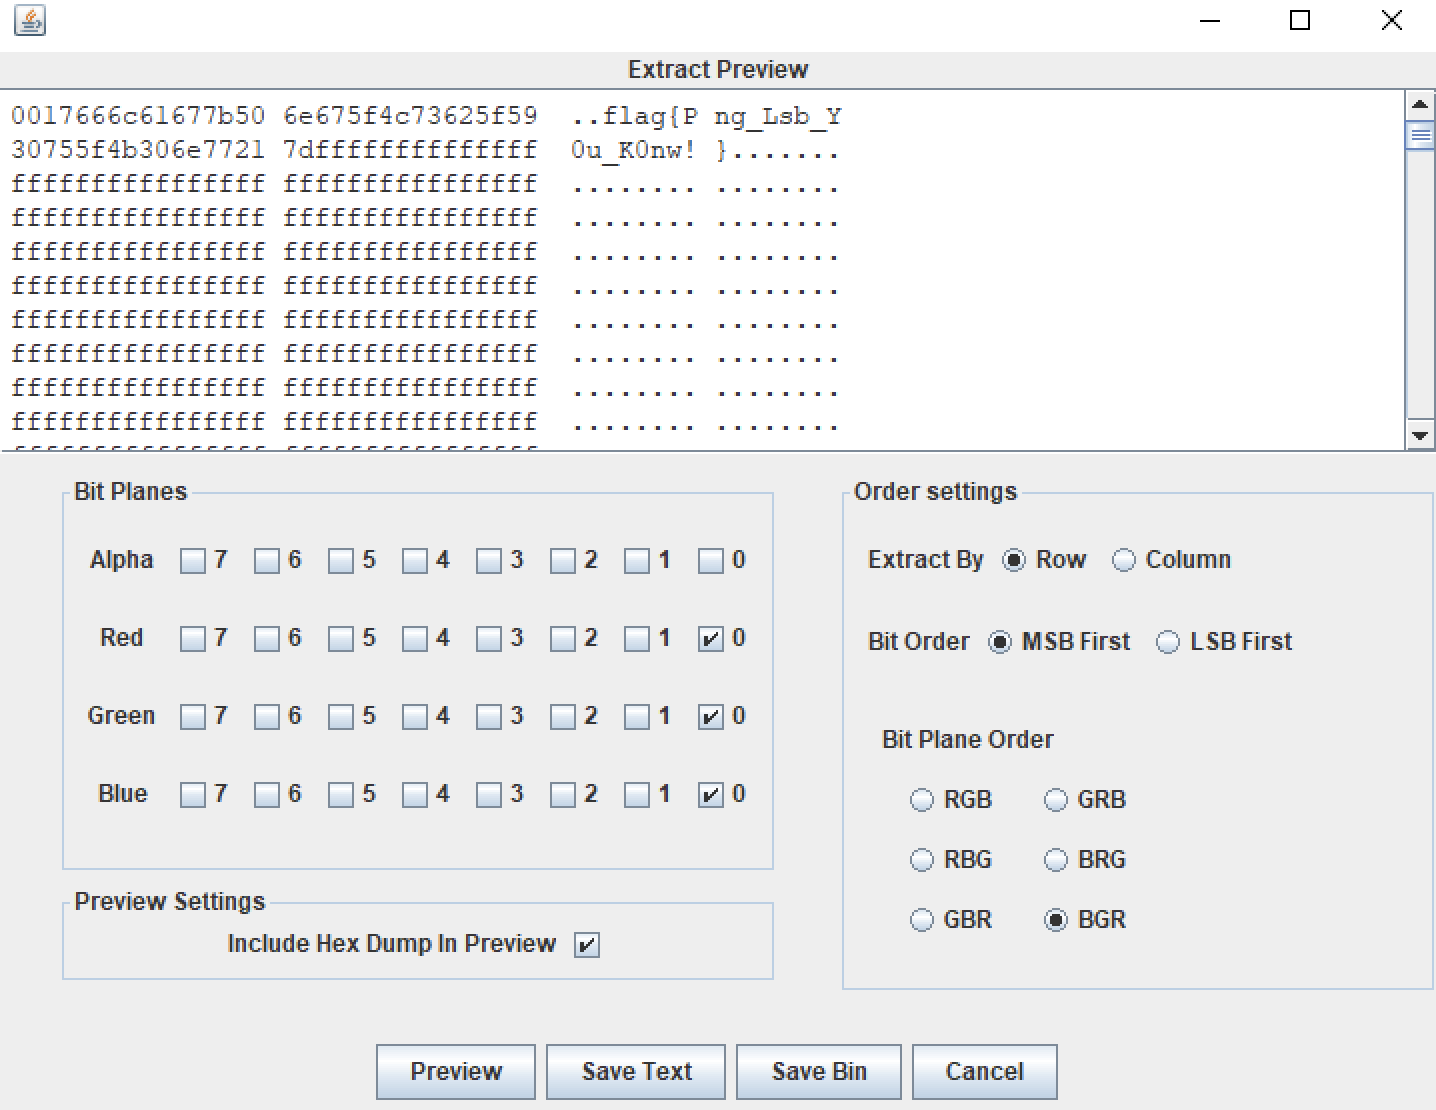 Extract Preview
0017666c61677b50 6e675f4c73625f59 ..flag{P ng_Lsb_Y
30755f4b306e7721 7dffffffffffffff 0u_K0nw! }.......
ffffffffffffffff ffffffffffffffff ........ ........
ffffffffffffffff ffffffffffffffff ........ ........
ffffffffffffffff ffffffffffffffff ........ ........
ffffffffffffffff ffffffffffffffff ........ ........
ffffffffffffffff ffffffffffffffff ........ ........
ffffffffffffffff ffffffffffffffff ........ ........
ffffffffffffffff ffffffffffffffff ........ ........
ffffffffffffffff ffffffffffffffff ........ ........
Bit Planes
Alpha 7 6 5 4 3 2 1 0
Red 7 6 5 4 3 2 1 0
Green 7 6 5 4 3 2 1 0
Blue 7 6 5 4 3 2 1 0
Preview Settings
Include Hex Dump In Preview
Order settings
Extract By Row Column
Bit Order MSB First LSB First
Bit Plane Order
RGB GRB
RBG BRG
GBR BGR
Preview Save Text Save Bin Cancel